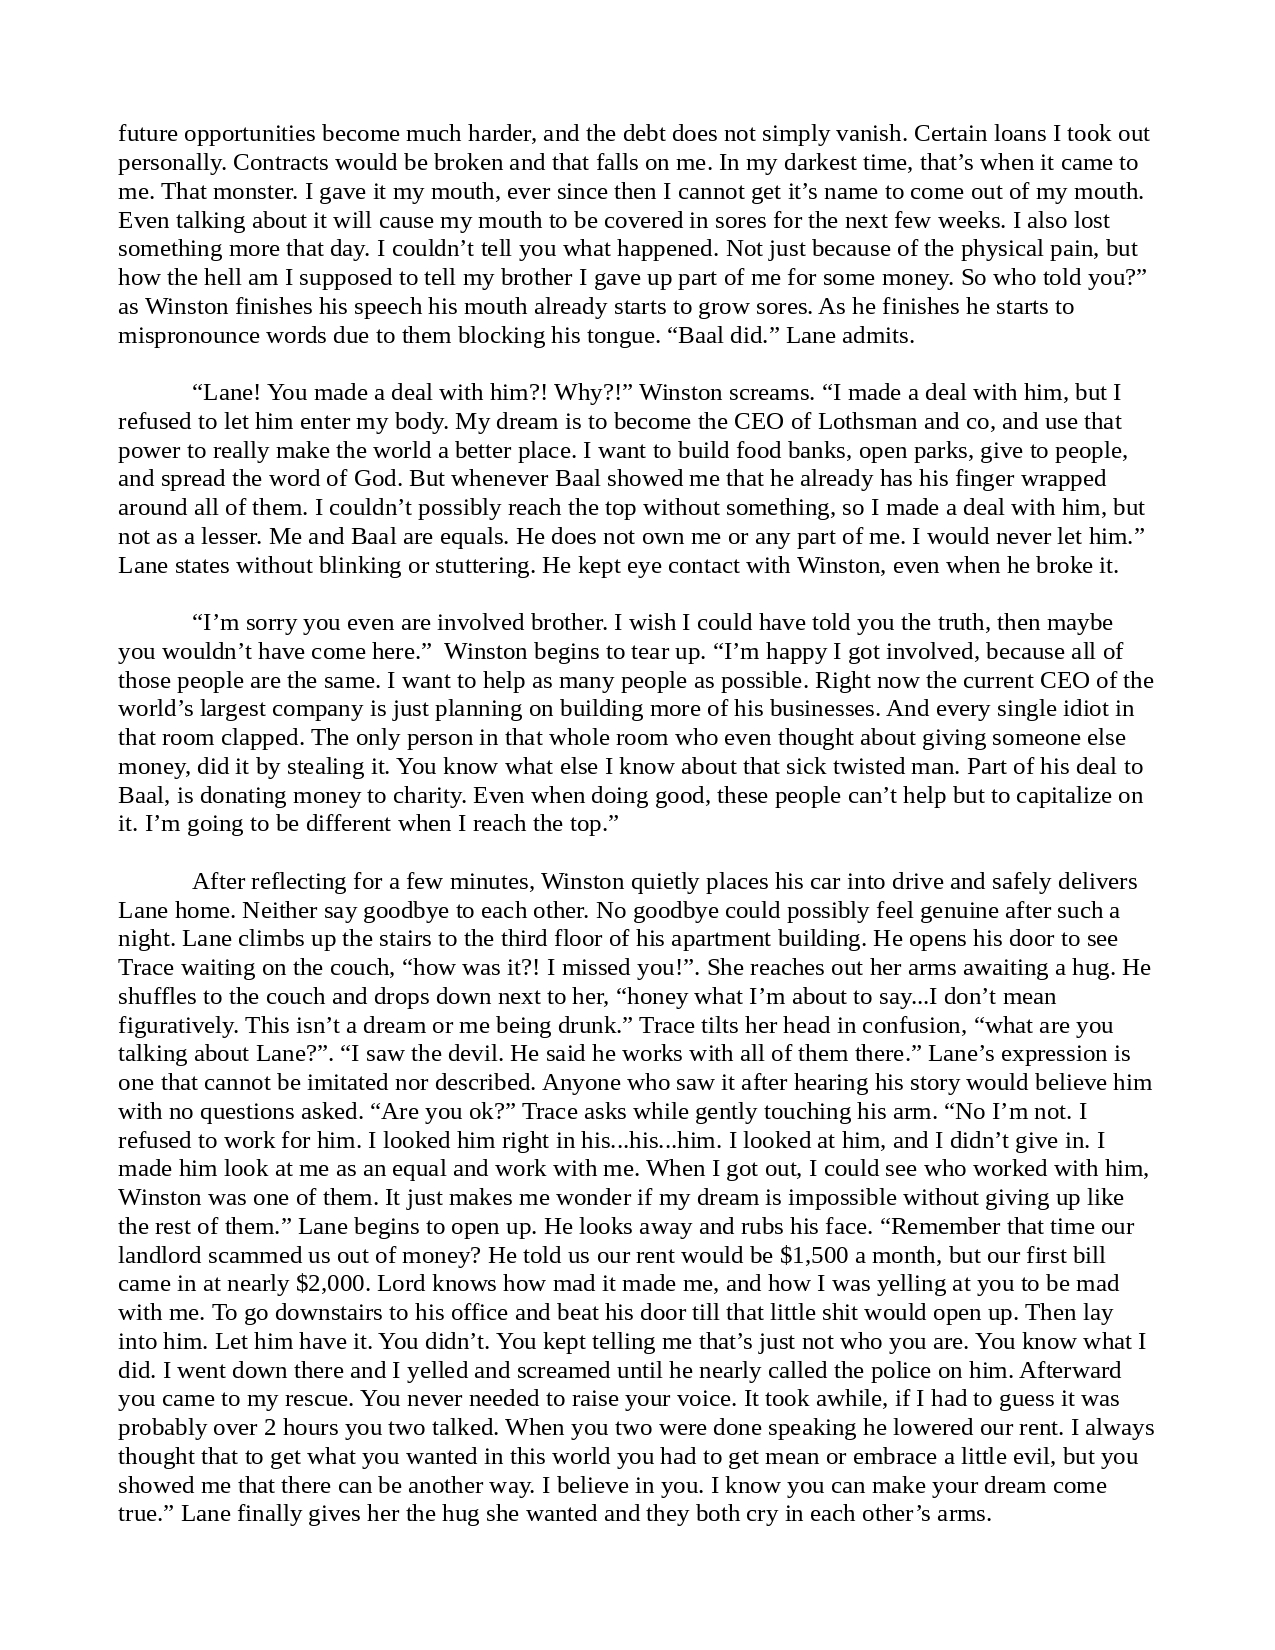 future opportunities become much harder, and the debt does not simply vanish. Certain loans I took out
personally. Contracts would be broken and that falls on me. In my darkest time, that’s when it came to
me. That monster. I gave it my mouth, ever since then I cannot get it’s name to come out of my mouth.
Even talking about it will cause my mouth to be covered in sores for the next few weeks. I also lost
something more that day. I couldn’t tell you what happened. Not just because of the physical pain, but
how the hell am I supposed to tell my brother I gave up part of me for some money. So who told you?”
as Winston finishes his speech his mouth already starts to grow sores. As he finishes he starts to
mispronounce words due to them blocking his tongue. “Baal did.” Lane admits.
“Lane! You made a deal with him?! Why?!” Winston screams. “I made a deal with him, but I
refused to let him enter my body. My dream is to become the CEO of Lothsman and co, and use that
power to really make the world a better place. I want to build food banks, open parks, give to people,
and spread the word of God. But whenever Baal showed me that he already has his finger wrapped
around all of them. I couldn’t possibly reach the top without something, so I made a deal with him, but
not as a lesser. Me and Baal are equals. He does not own me or any part of me. I would never let him.”
Lane states without blinking or stuttering. He kept eye contact with Winston, even when he broke it.
“I’m sorry you even are involved brother. I wish I could have told you the truth, then maybe
you wouldn’t have come here.”  Winston begins to tear up. “I’m happy I got involved, because all of
those people are the same. I want to help as many people as possible. Right now the current CEO of the
world’s largest company is just planning on building more of his businesses. And every single idiot in
that room clapped. The only person in that whole room who even thought about giving someone else
money, did it by stealing it. You know what else I know about that sick twisted man. Part of his deal to
Baal, is donating money to charity. Even when doing good, these people can’t help but to capitalize on
it. I’m going to be different when I reach the top.”
After reflecting for a few minutes, Winston quietly places his car into drive and safely delivers
Lane home. Neither say goodbye to each other. No goodbye could possibly feel genuine after such a
night. Lane climbs up the stairs to the third floor of his apartment building. He opens his door to see
Trace waiting on the couch, “how was it?! I missed you!”. She reaches out her arms awaiting a hug. He
shuffles to the couch and drops down next to her, “honey what I’m about to say...I don’t mean
figuratively. This isn’t a dream or me being drunk.” Trace tilts her head in confusion, “what are you
talking about Lane?”. “I saw the devil. He said he works with all of them there.” Lane’s expression is
one that cannot be imitated nor described. Anyone who saw it after hearing his story would believe him
with no questions asked. “Are you ok?” Trace asks while gently touching his arm. “No I’m not. I
refused to work for him. I looked him right in his...his...him. I looked at him, and I didn’t give in. I
made him look at me as an equal and work with me. When I got out, I could see who worked with him,
Winston was one of them. It just makes me wonder if my dream is impossible without giving up like
the rest of them.” Lane begins to open up. He looks away and rubs his face. “Remember that time our
landlord scammed us out of money? He told us our rent would be $1,500 a month, but our first bill
came in at nearly $2,000. Lord knows how mad it made me, and how I was yelling at you to be mad
with me. To go downstairs to his office and beat his door till that little shit would open up. Then lay
into him. Let him have it. You didn’t. You kept telling me that’s just not who you are. You know what I
did. I went down there and I yelled and screamed until he nearly called the police on him. Afterward
you came to my rescue. You never needed to raise your voice. It took awhile, if I had to guess it was
probably over 2 hours you two talked. When you two were done speaking he lowered our rent. I always
thought that to get what you wanted in this world you had to get mean or embrace a little evil, but you
showed me that there can be another way. I believe in you. I know you can make your dream come
true.” Lane finally gives her the hug she wanted and they both cry in each other’s arms.